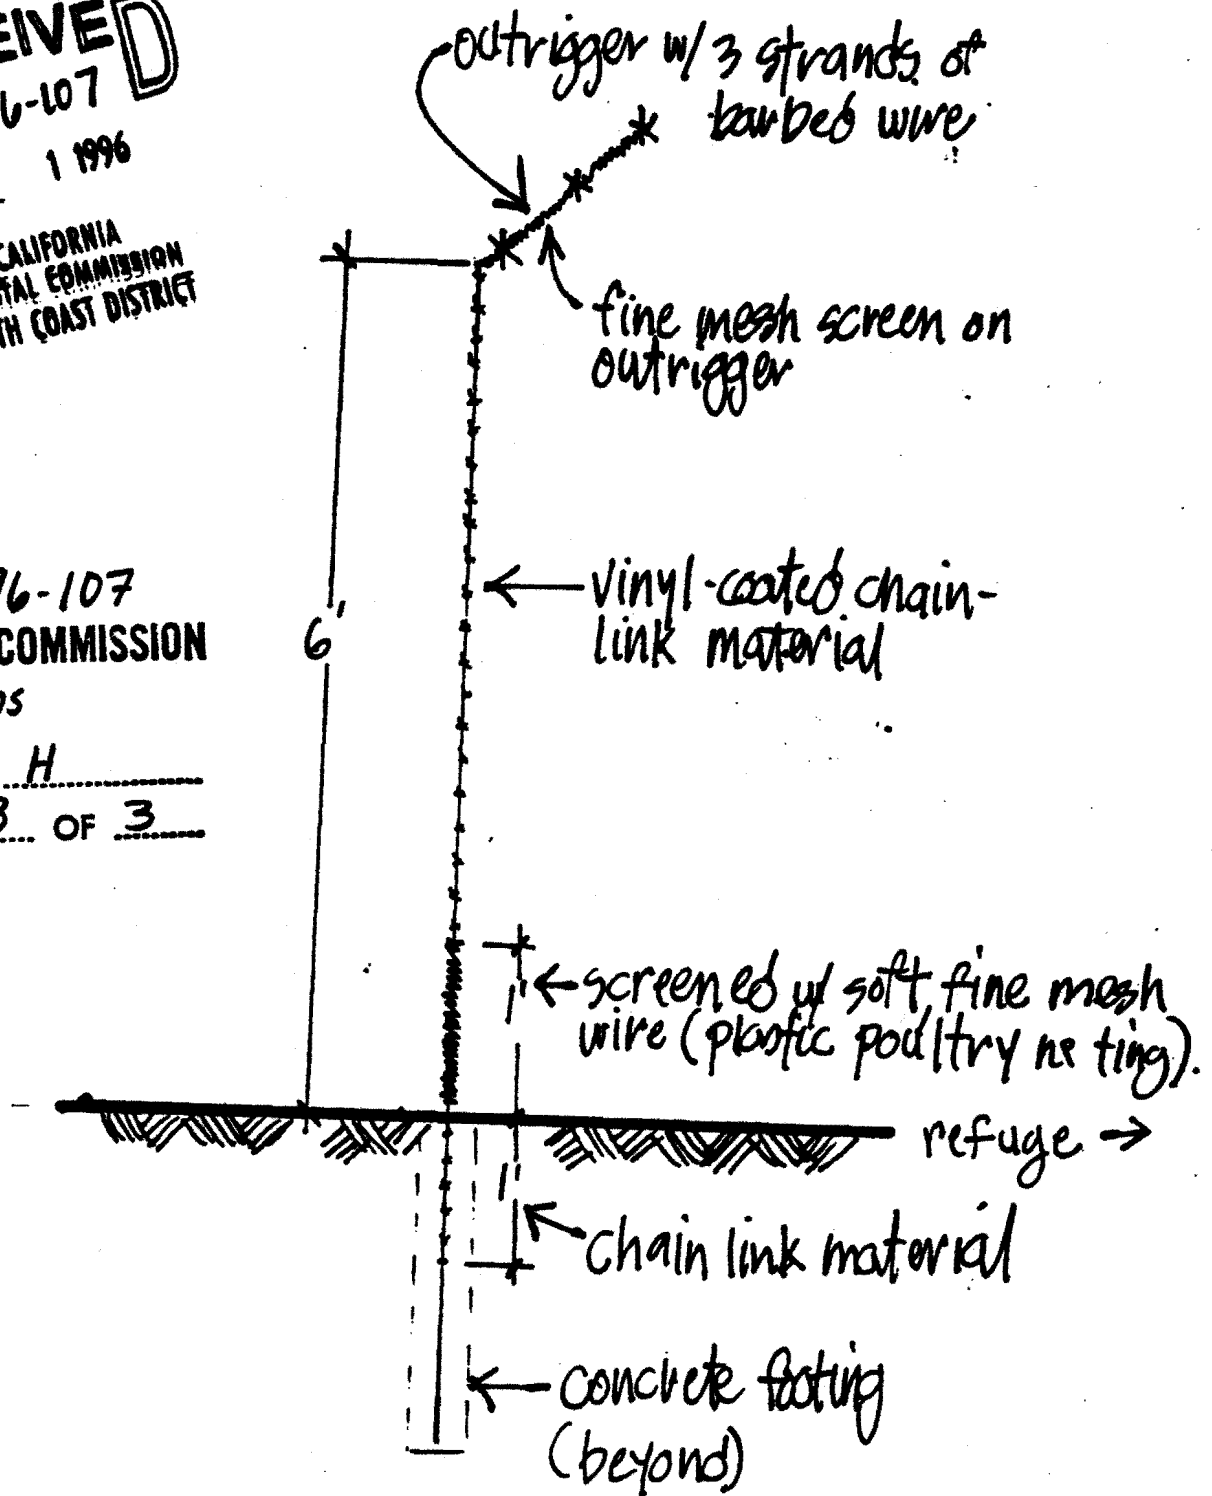 EIVED
6-107
1 1996
CALIFORNIA
TAL COMMISSION
TH COAST DISTRICT
outrigger w/ 3 strands of
barbed wire
fine mesh screen on
outrigger
6-107
COMMISSION
H
OF 3
6'
vinyl-coated chain-
link material
1'
screened w/ soft fine mesh
wire (plastic poultry netting).
refuge →
1'
chain link material
concrete footing
(beyond)